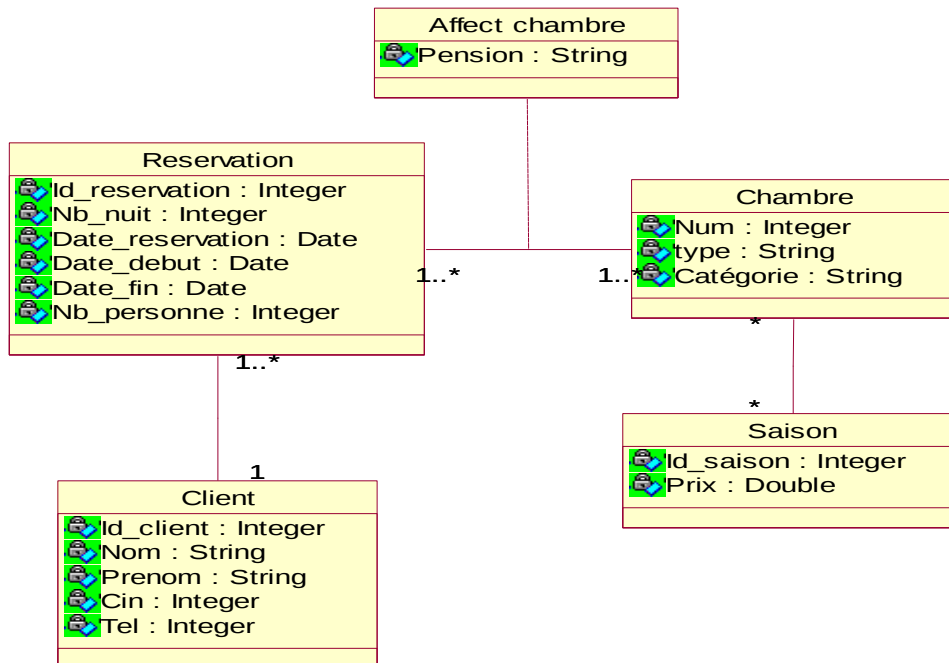 Affect chambre
Pension : String
Reservation
Id_reservation : Integer
Nb_nuit : Integer
Date_reservation : Date
Date_debut : Date
Date_fin : Date
Nb_personne : Integer
Chambre
Num : Integer
type : String
Catégorie : String
1..*
1..*
1..*
1
*
*
Saison
Id_saison : Integer
Prix : Double
Client
Id_client : Integer
Nom : String
Prenom : String
Cin : Integer
Tel : Integer